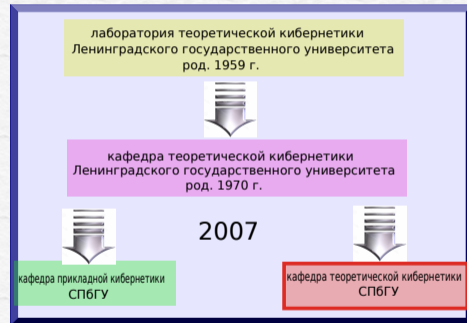 лаборатория теоретической кибернетики
Ленинградского государственного университета
род. 1959 г.
кафедра теоретической кибернетики
Ленинградского государственного университета
род. 1970 г.
2007
кафедра прикладной кибернетики
СПбГУ
кафедра теоретической кибернетики
СПбГУ